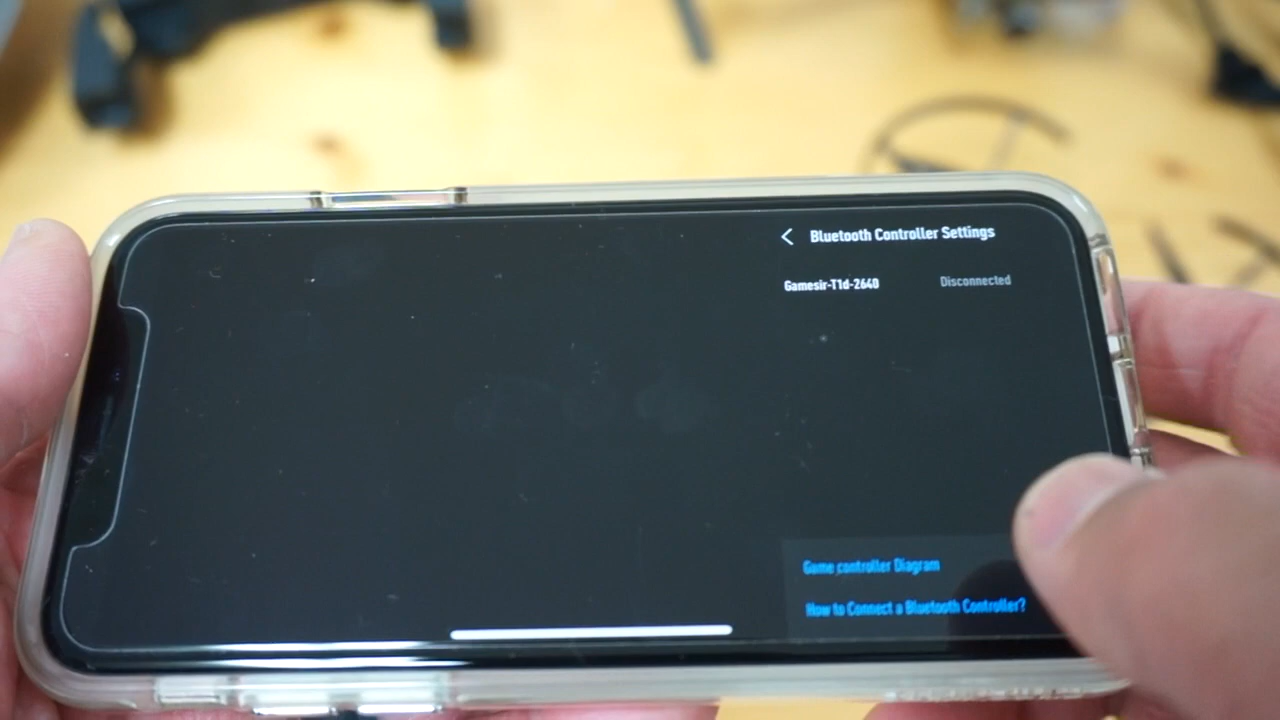 Bluetooth Controller Settings
Gamesir-T1d-2640 Disconnected
Game controller Diagram
How to Connect a Bluetooth Controller?